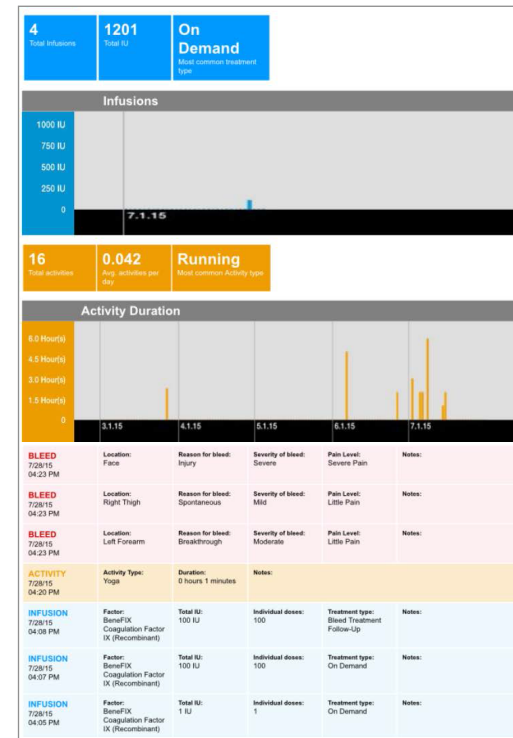 4
Total Infusions
1201
Total IU
On
Demand
Most common treatment
type
Infusions
1000 IU
750 IU
500 IU
250 IU
0
7.1.15
16
Total activities
0.042
Avg. activities per
day
Running
Most common Activity type
Activity Duration
6.0 Hour(s)
4.5 Hour(s)
3.0 Hour(s)
1.5 Hour(s)
0
3.1.15 4.1.15 5.1.15 6.1.15 7.1.15
BLEED
7/28/15
04:23 PM
Location:
Face
Reason for bleed:
Injury
Severity of bleed:
Severe
Pain Level:
Severe Pain
Notes:
BLEED
7/28/15
04:23 PM
Location:
Right Thigh
Reason for bleed:
Spontaneous
Severity of bleed:
Mild
Pain Level:
Little Pain
Notes:
BLEED
7/28/15
04:23 PM
Location:
Left Forearm
Reason for bleed:
Breakthrough
Severity of bleed:
Moderate
Pain Level:
Little Pain
Notes:
ACTIVITY
7/28/15
04:20 PM
Activity Type:
Yoga
Duration:
0 hours 1 minutes
Notes:
INFUSION
7/28/15
04:08 PM
Factor:
BeneFIX
Coagulation Factor
IX (Recombinant)
Total IU:
100 IU
Individual doses:
100
Treatment type:
Bleed Treatment
Follow-Up
Notes:
INFUSION
7/28/15
04:07 PM
Factor:
BeneFIX
Coagulation Factor
IX (Recombinant)
Total IU:
100 IU
Individual doses:
100
Treatment type:
On Demand
Notes:
INFUSION
7/28/15
04:05 PM
Factor:
BeneFIX
Coagulation Factor
IX (Recombinant)
Total IU:
1 IU
Individual doses:
1
Treatment type:
On Demand
Notes: